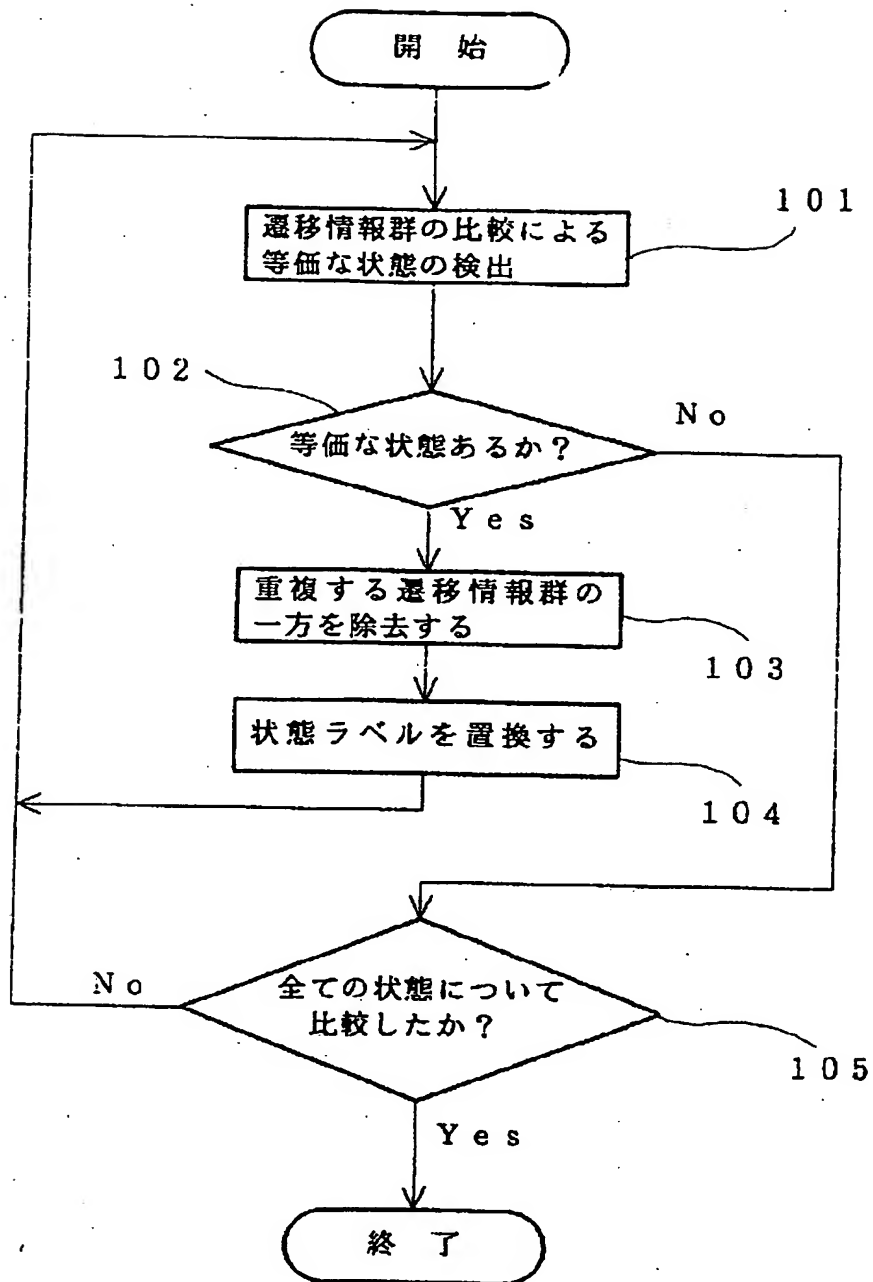 開始
101
遷移情報群の比較による
等価な状態の検出
102
等価な状態あるか？
No
Yes
重複する遷移情報群の
一方を除去する
103
状態ラベルを置換する
104
No
全ての状態について
比較したか？
105
Yes
終了